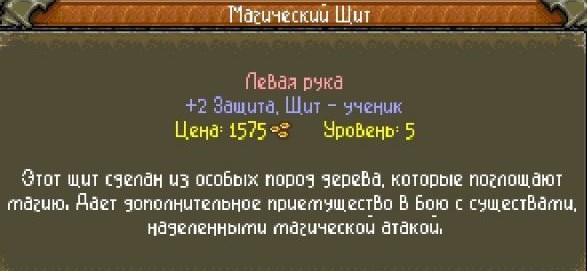 Магический Щит
Левая рука
+2 Защита, Щит - ученик
Цена: 1575 Уровень: 5
Этот щит сделан из особых пород дерева, которые поглощают
магию. Дает дополнительное приемущество в бою с существами,
наделенными магической атакой.